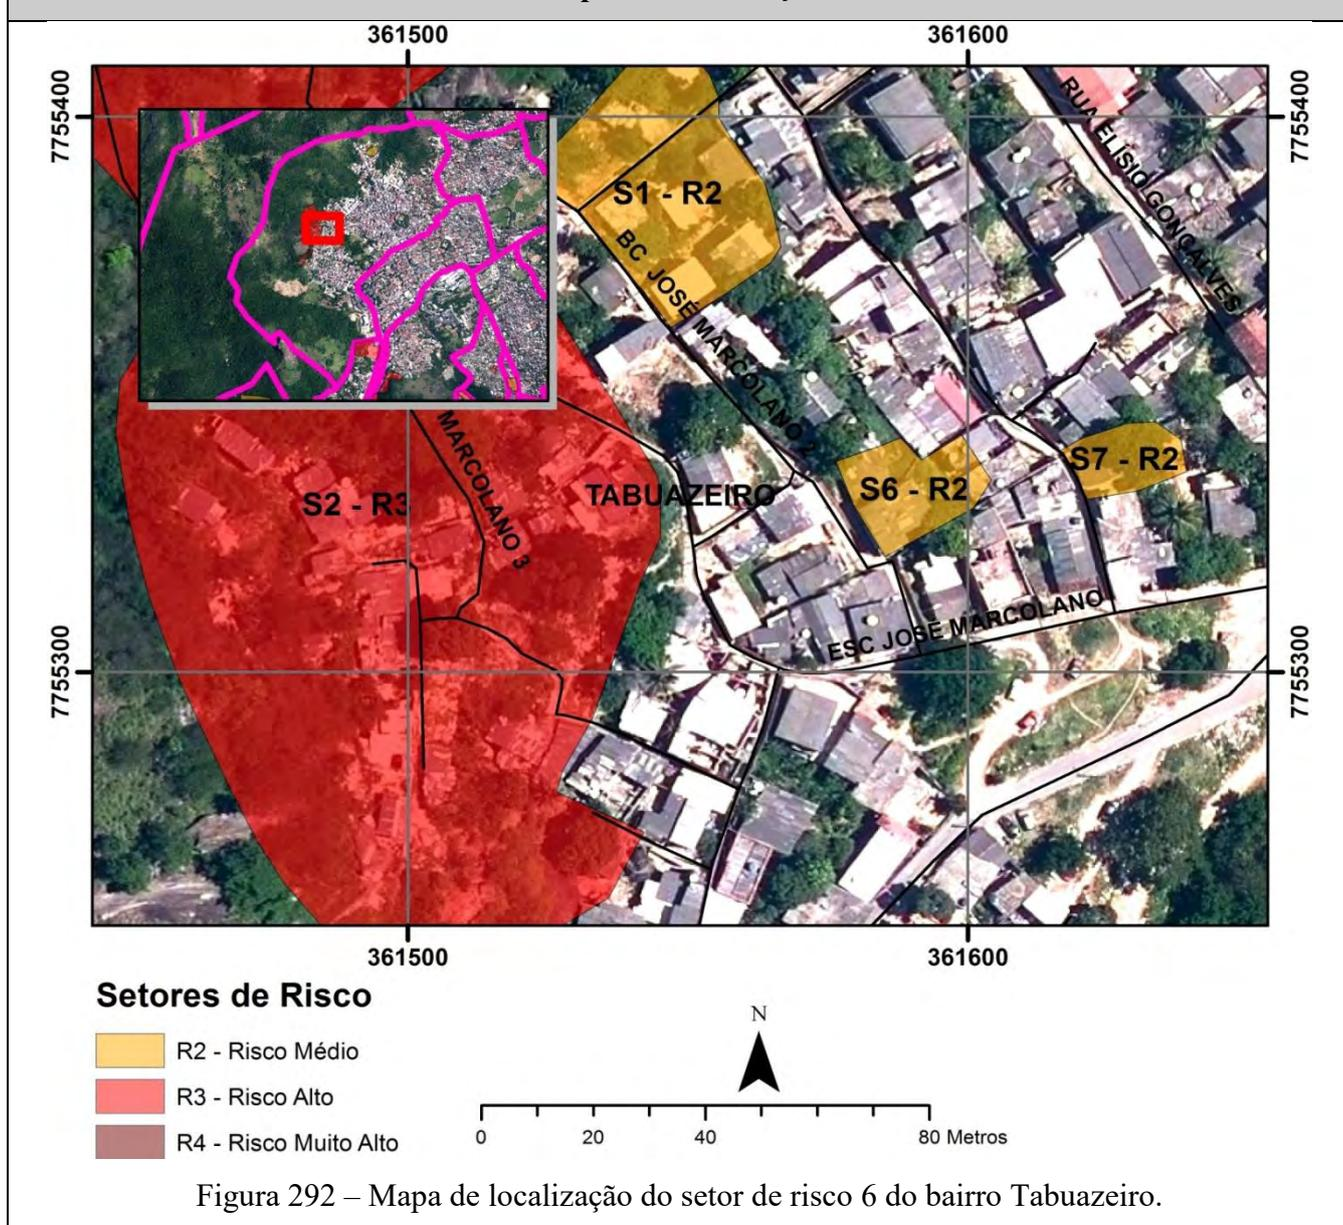 361500
361600
7755400
7755400
RUA ELÍSIO GONÇALVES
S1 - R2
BC JOSÉ MARCOLANO 2
MARCOLANO 3
S2 - R3
TABUAZEIRO
S6 - R2
S7 - R2
ESC JOSÉ MARCOLANO
7755300
7755300
361500
361600
Setores de Risco
R2 - Risco Médio
R3 - Risco Alto
R4 - Risco Muito Alto
N
0 20 40 80 Metros
Figura 292 – Mapa de localização do setor de risco 6 do bairro Tabuazeiro.